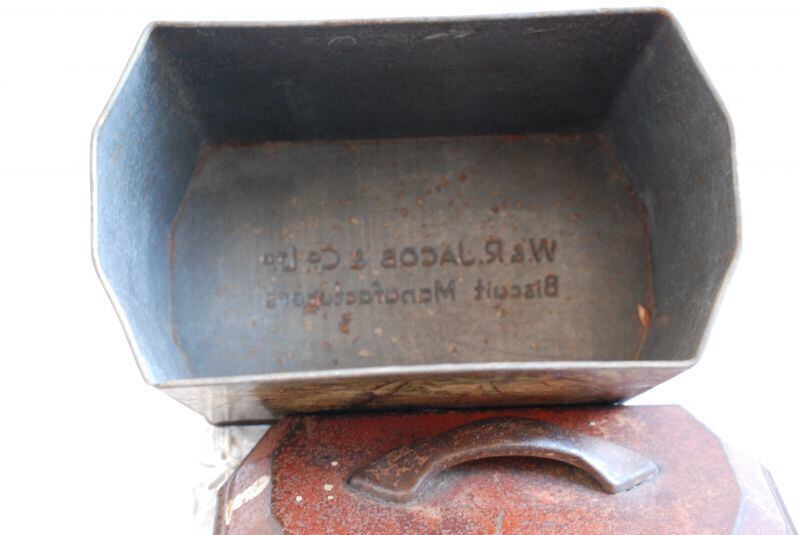 W & R. JACOB & Co LTD
Biscuit Manufacturers